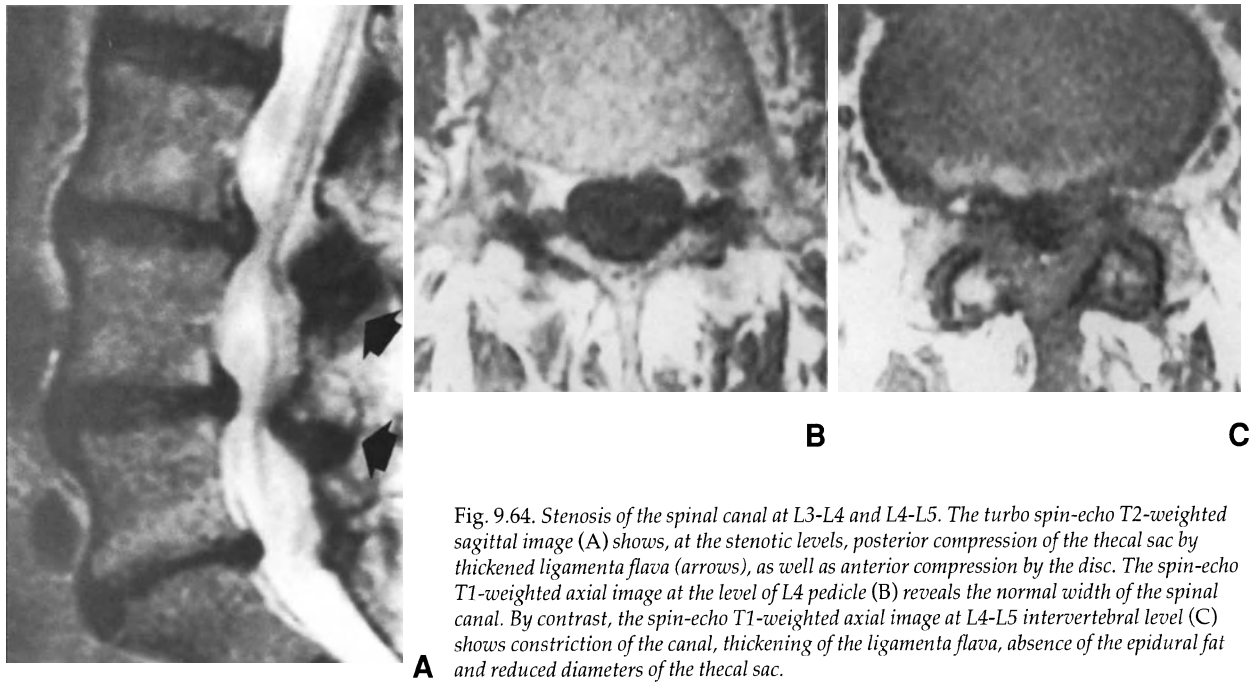 B
C
Fig. 9.64. Stenosis of the spinal canal at L3-L4 and L4-L5. The turbo spin-echo T2-weighted
sagittal image (A) shows, at the stenotic levels, posterior compression of the thecal sac by
thickened ligamenta flava (arrows), as well as anterior compression by the disc. The spin-echo
T1-weighted axial image at the level of L4 pedicle (B) reveals the normal width of the spinal
canal. By contrast, the spin-echo T1-weighted axial image at L4-L5 intervertebral level (C)
shows constriction of the canal, thickening of the ligamenta flava, absence of the epidural fat
and reduced diameters of the thecal sac.
A